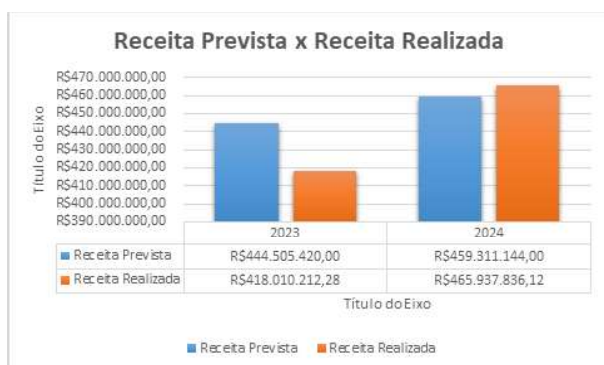 Receita Prevista x Receita Realizada
Título do Eixo
R$470.000.000,00
R$460.000.000,00
R$450.000.000,00
R$440.000.000,00
R$430.000.000,00
R$420.000.000,00
R$410.000.000,00
R$400.000.000,00
R$390.000.000,00
2023 2024
Receita Prevista R$444.505.420,00 R$459.311.144,00
Receita Realizada R$418.010.212,28 R$465.937.836,12
Título do Eixo
Receita Prevista Receita Realizada